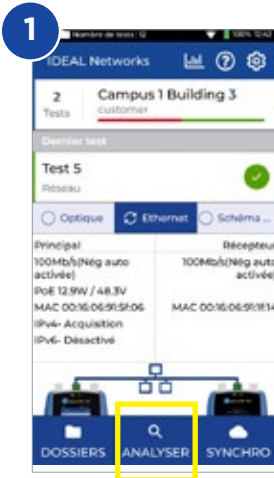 1
Nombre de tests: 12
100% 12:42
IDEAL Networks
2
Tests
Campus 1 Building 3
customer
Dernier test
Test 5
Réseau
Optique
Ethernet
Schéma ...
Principal
Récepteur
100Mb/s(Nég auto activée)
100Mb/s(Nég auto activée)
PoE 12.9W / 48.3V
MAC 00:16:06:91:5f:06
MAC 00:16:06:91:1f:14
IPv4- Acquisition
IPv6- Désactivé
DOSSIERS
ANALYSER
SYNCHRO